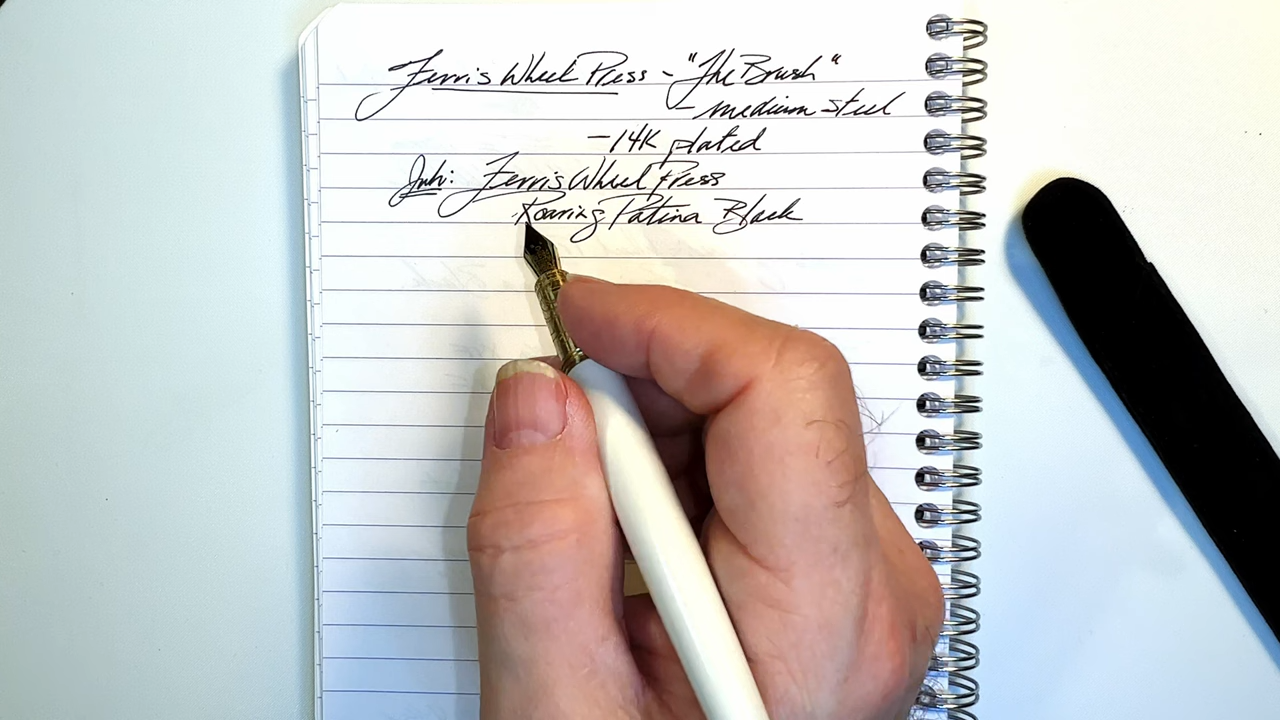 Ferris Wheel Press - "The Brush"
- medium steel
- 14K plated
Ink: Ferris Wheel Press
Roaring Patina Black